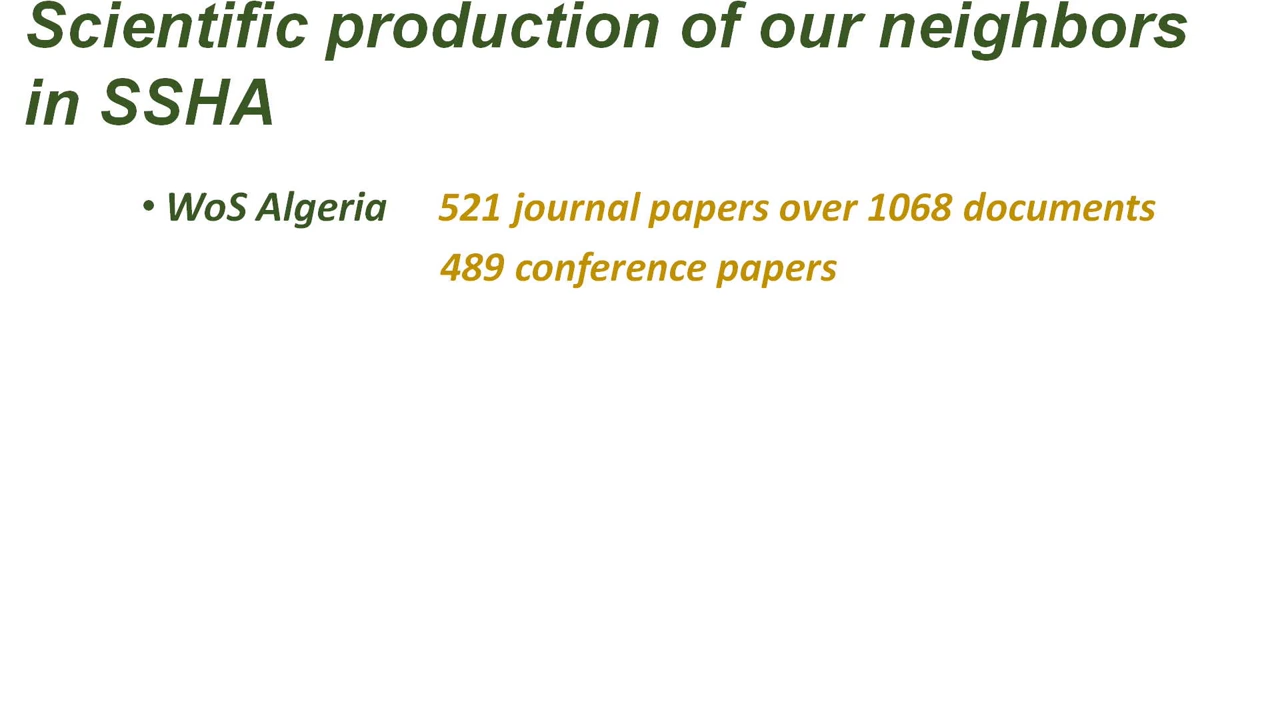 Scientific production of our neighbors
in SSHA
• WoS Algeria 521 journal papers over 1068 documents
489 conference papers